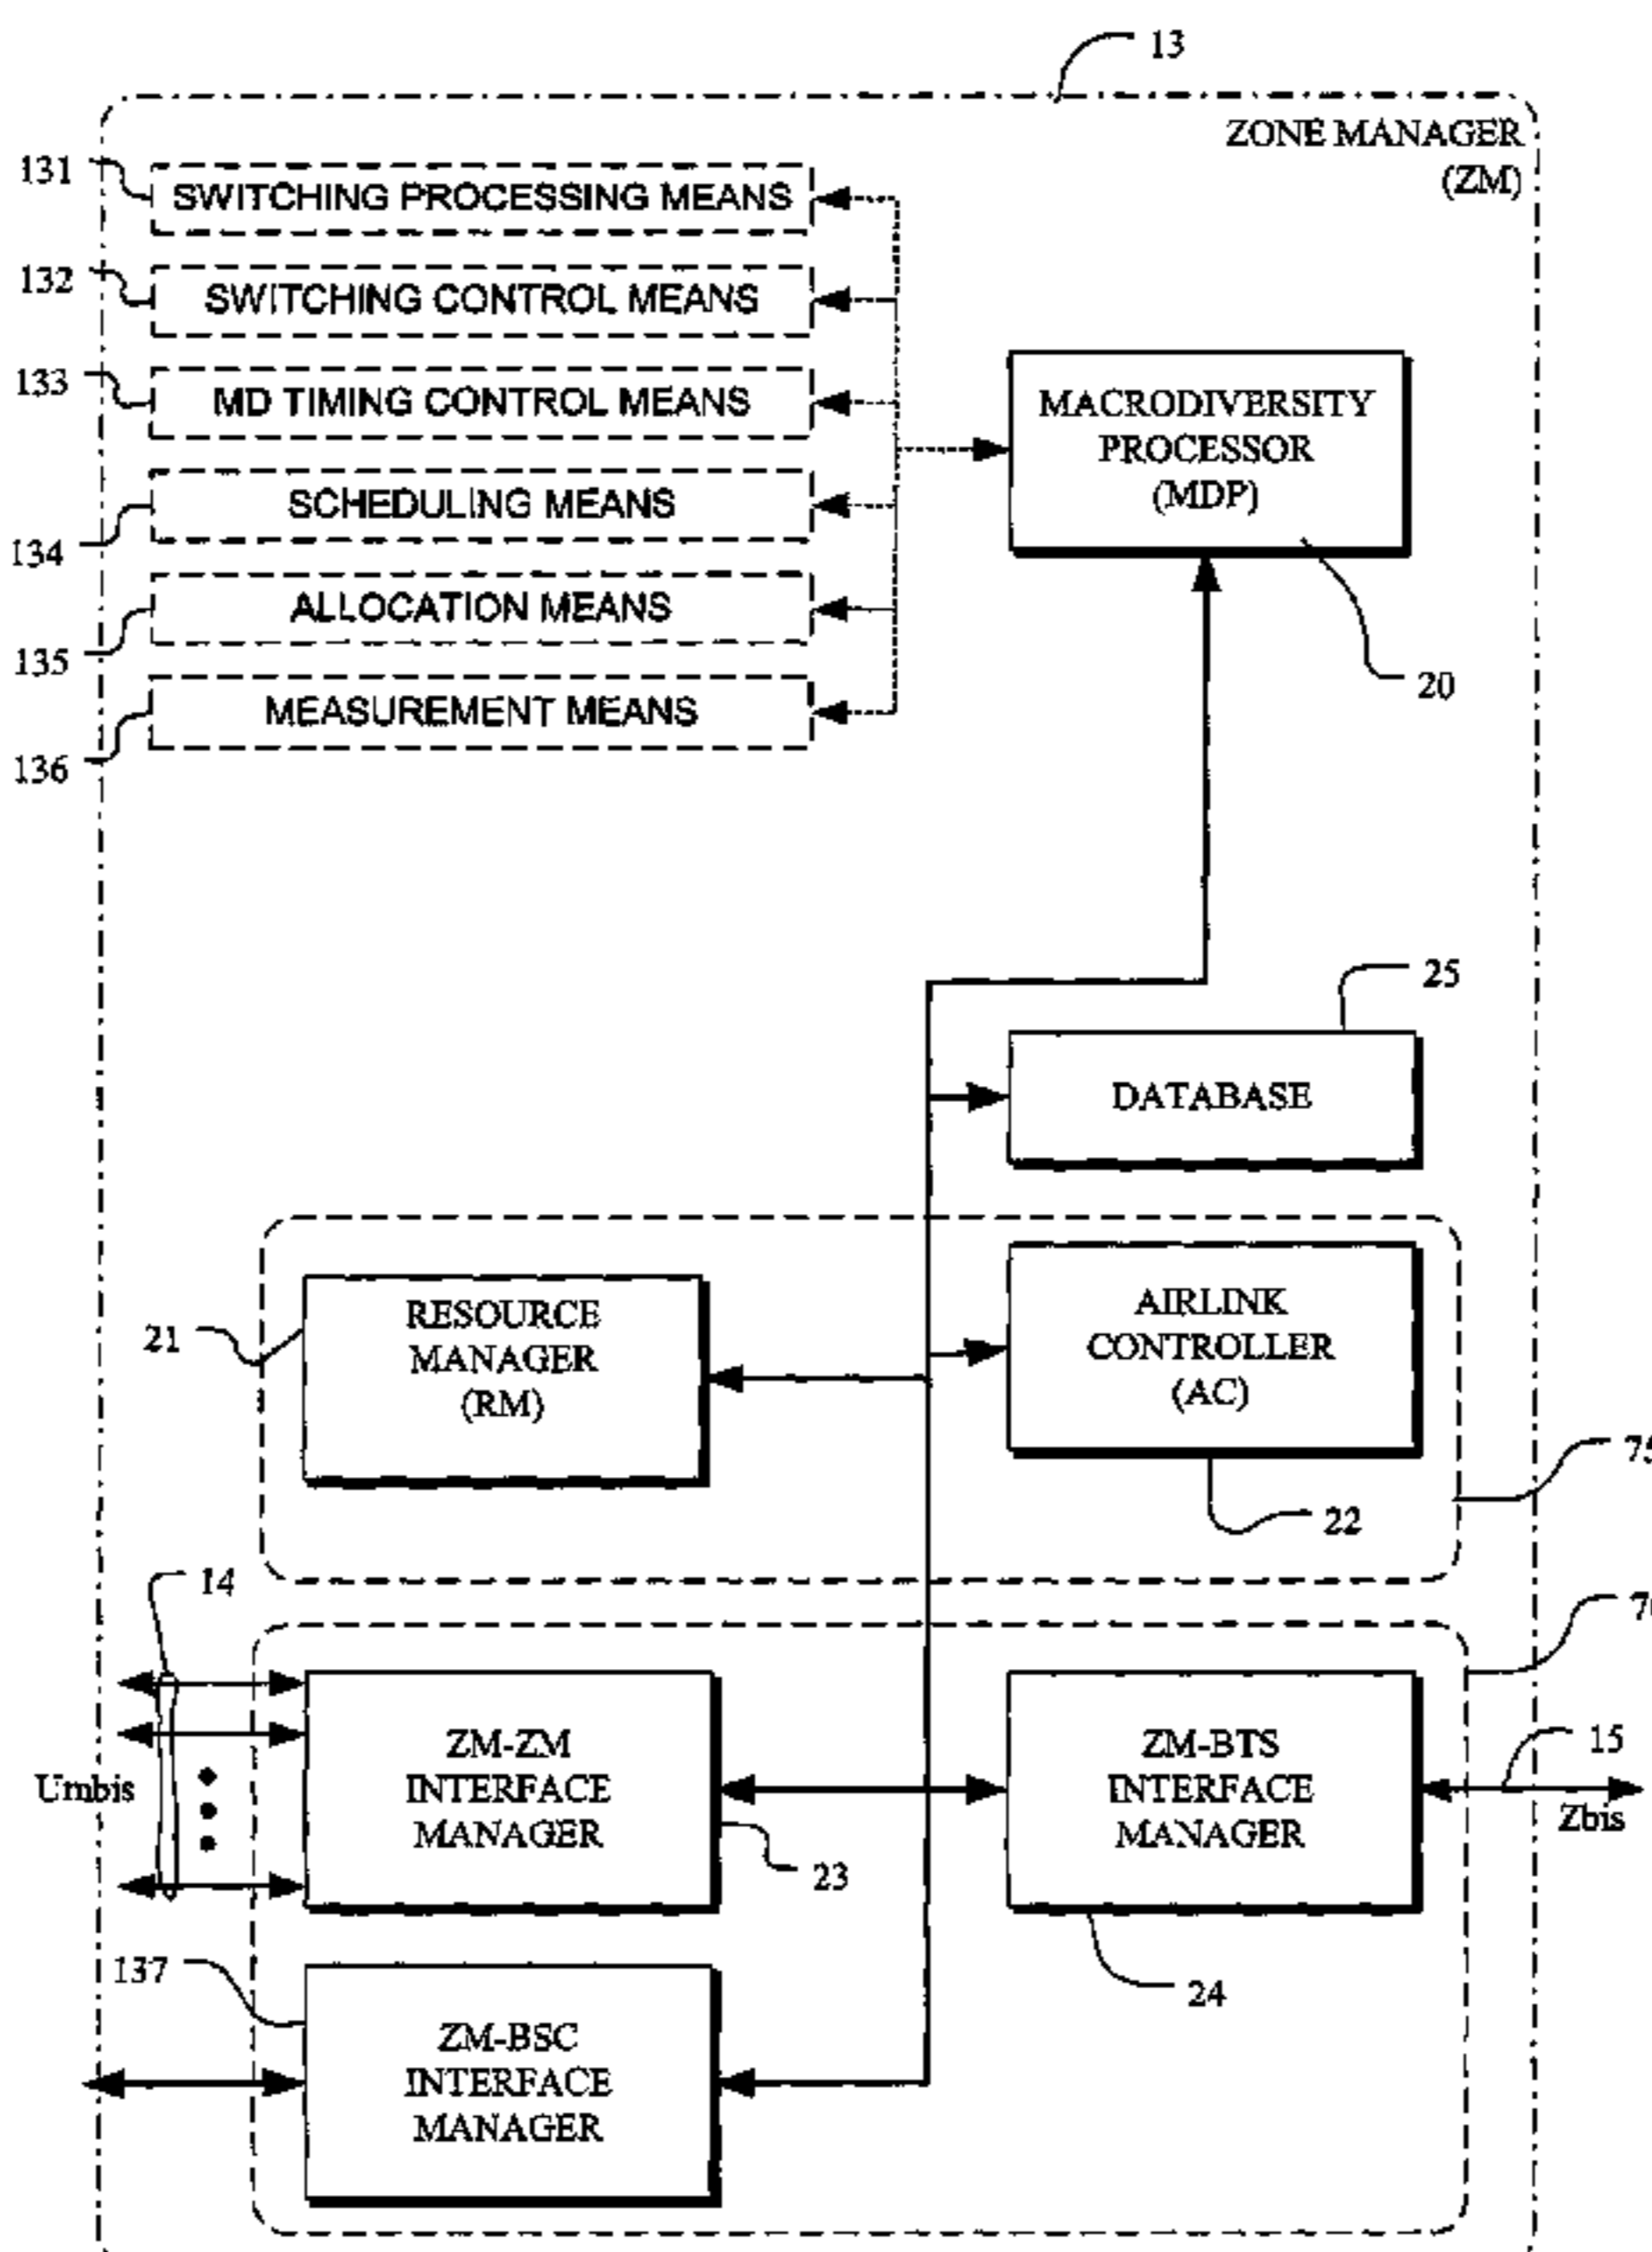 13
ZONE MANAGER
(ZM)
131
SWITCHING PROCESSING MEANS
132
SWITCHING CONTROL MEANS
133
MD TIMING CONTROL MEANS
134
SCHEDULING MEANS
135
ALLOCATION MEANS
136
MEASUREMENT MEANS
MACRODIVERSITY
PROCESSOR
(MDP)
20
25
DATABASE
21
RESOURCE
MANAGER
(RM)
AIRLINK
CONTROLLER
(AC)
22
75
14
Umbis
ZM-ZM
INTERFACE
MANAGER
23
ZM-BTS
INTERFACE
MANAGER
24
15
Zbis
137
ZM-BSC
INTERFACE
MANAGER